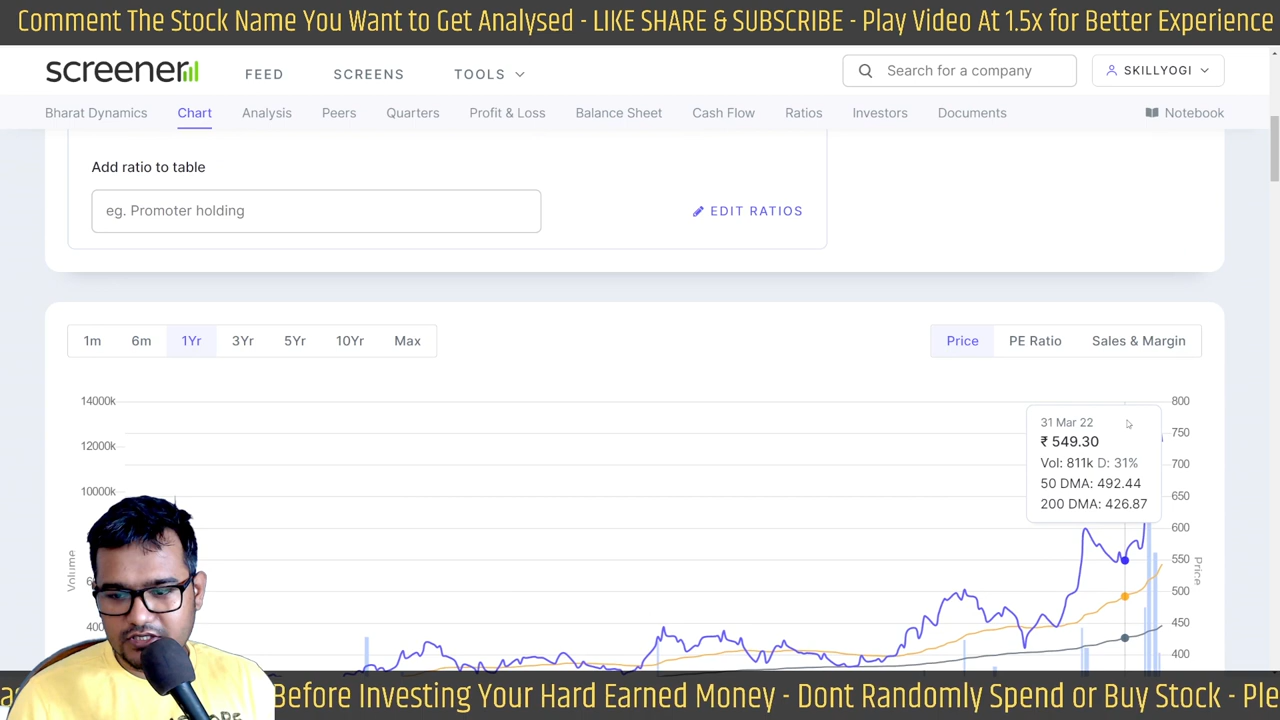 Comment The Stock Name You Want to Get Analysed - LIKE SHARE & SUBSCRIBE - Play Video At 1.5x for Better Experience
screener
FEED
SCREENS
TOOLS
Search for a company
SKILLYOGI
Bharat Dynamics
Chart
Analysis
Peers
Quarters
Profit & Loss
Balance Sheet
Cash Flow
Ratios
Investors
Documents
Notebook
Add ratio to table
eg. Promoter holding
EDIT RATIOS
1m 6m 1Yr 3Yr 5Yr 10Yr Max
Price PE Ratio Sales & Margin
14000k
12000k
10000k
Volume
800
750
700
650
600
550
500
450
400
Price
31 Mar 22
₹ 549.30
Vol: 811k D: 31%
50 DMA: 492.44
200 DMA: 426.87
Before Investing Your Hard Earned Money - Dont Randomly Spend or Buy Stock - Ple